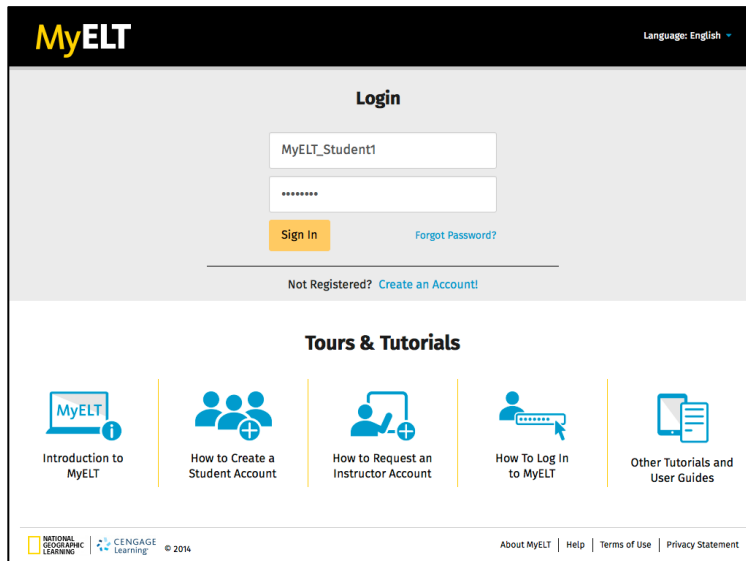 MyELT
Language: English
Login
MyELT_Student1
••••••••
Sign In
Forgot Password?
Not Registered? Create an Account!
Tours & Tutorials
MyELT
Introduction to
MyELT
How to Create a
Student Account
How to Request an
Instructor Account
How To Log In
to MyELT
Other Tutorials and
User Guides
NATIONAL
GEOGRAPHIC
LEARNING
CENGAGE
Learning
© 2014
About MyELT | Help | Terms of Use | Privacy Statement